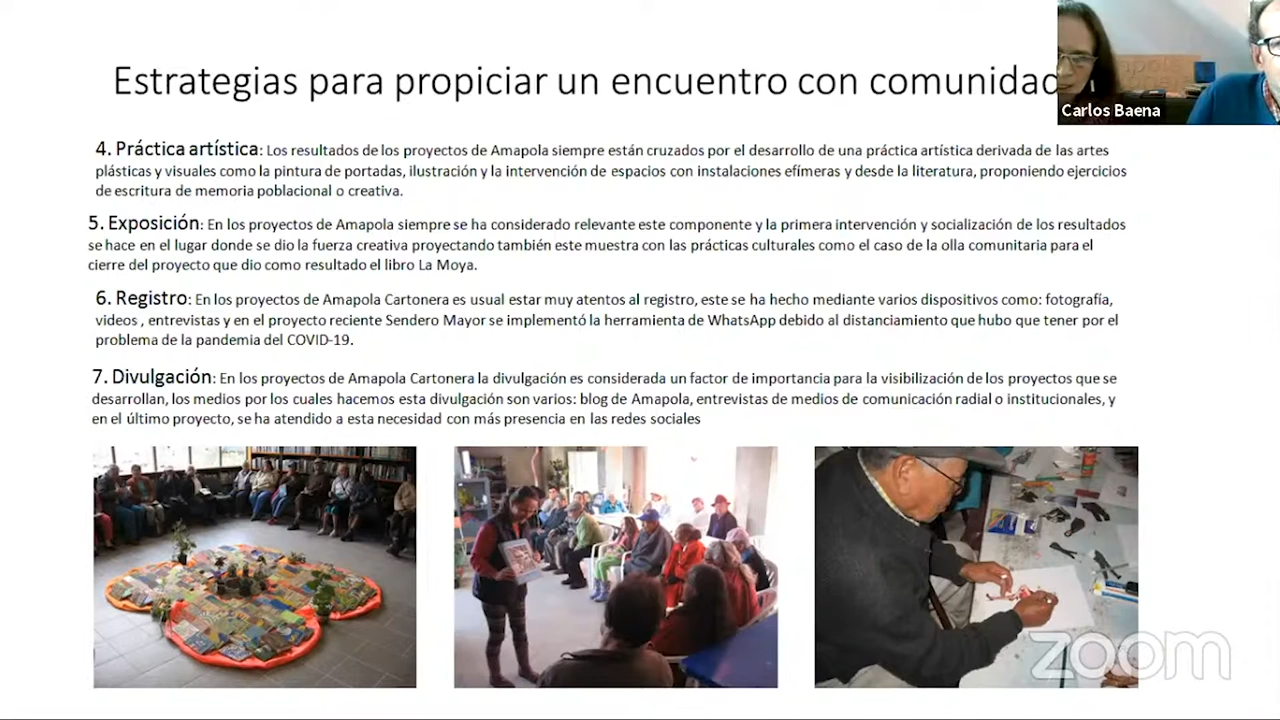 Estrategias para propiciar un encuentro con comunidad
Carlos Baena
4. Práctica artística: Los resultados de los proyectos de Amapola siempre están cruzados por el desarrollo de una práctica artística derivada de las artes
plásticas y visuales como la pintura de portadas, ilustración y la intervención de espacios con instalaciones efímeras y desde la literatura, proponiendo ejercicios
de escritura de memoria poblacional o creativa.
5. Exposición: En los proyectos de Amapola siempre se ha considerado relevante este componente y la primera intervención y socialización de los resultados
se hace en el lugar donde se dio la fuerza creativa proyectando también este muestra con las prácticas culturales como el caso de la olla comunitaria para el
cierre del proyecto que dio como resultado el libro La Moya.
6. Registro: En los proyectos de Amapola Cartonera es usual estar muy atentos al registro, este se ha hecho mediante varios dispositivos como: fotografía,
videos , entrevistas y en el proyecto reciente Sendero Mayor se implementó la herramienta de WhatsApp debido al distanciamiento que hubo que tener por el
problema de la pandemia del COVID-19.
7. Divulgación: En los proyectos de Amapola Cartonera la divulgación es considerada un factor de importancia para la visibilización de los proyectos que se
desarrollan, los medios por los cuales hacemos esta divulgación son varios: blog de Amapola, entrevistas de medios de comunicación radial o institucionales, y
en el último proyecto, se ha atendido a esta necesidad con más presencia en las redes sociales
zoom